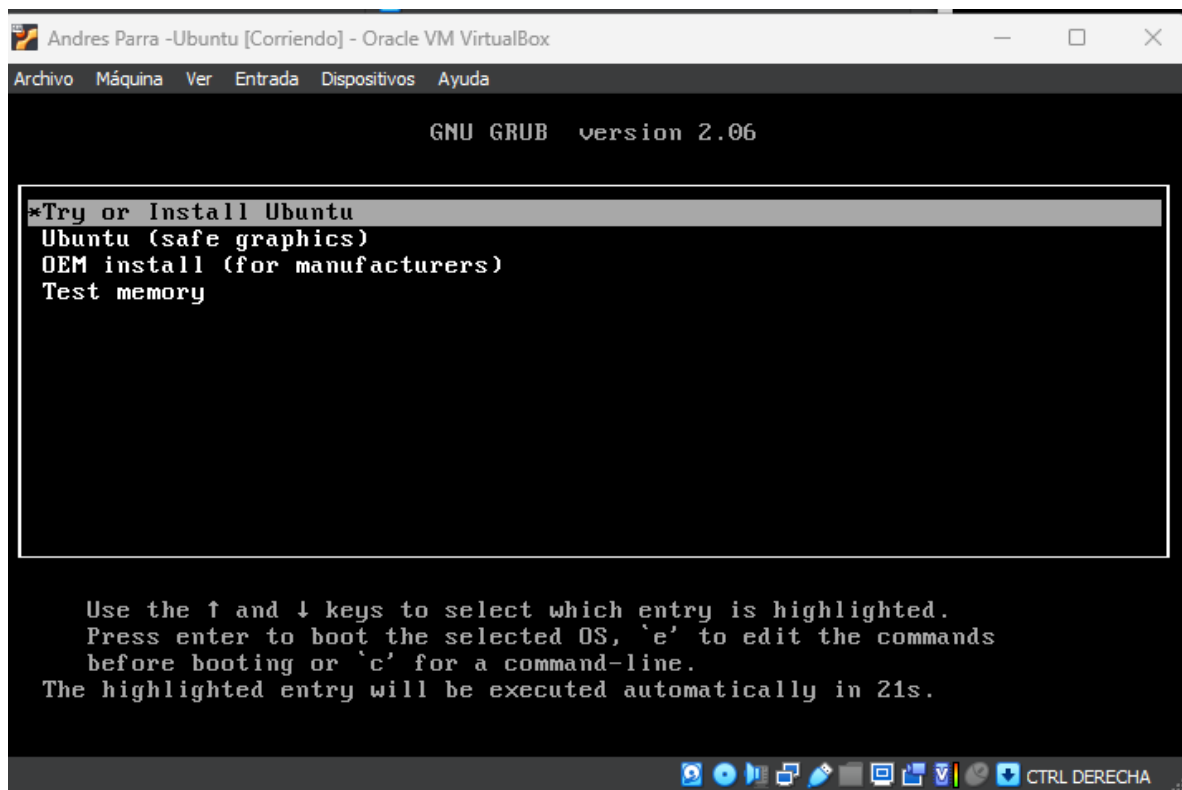 Andres Parra -Ubuntu [Corriendo] - Oracle VM VirtualBox
Archivo Máquina Ver Entrada Dispositivos Ayuda
GNU GRUB version 2.06
*Try or Install Ubuntu
Ubuntu (safe graphics)
OEM install (for manufacturers)
Test memory
Use the ↑ and ↓ keys to select which entry is highlighted.
Press enter to boot the selected OS, `e' to edit the commands
before booting or `c' for a command-line.
The highlighted entry will be executed automatically in 21s.
CTRL DERECHA